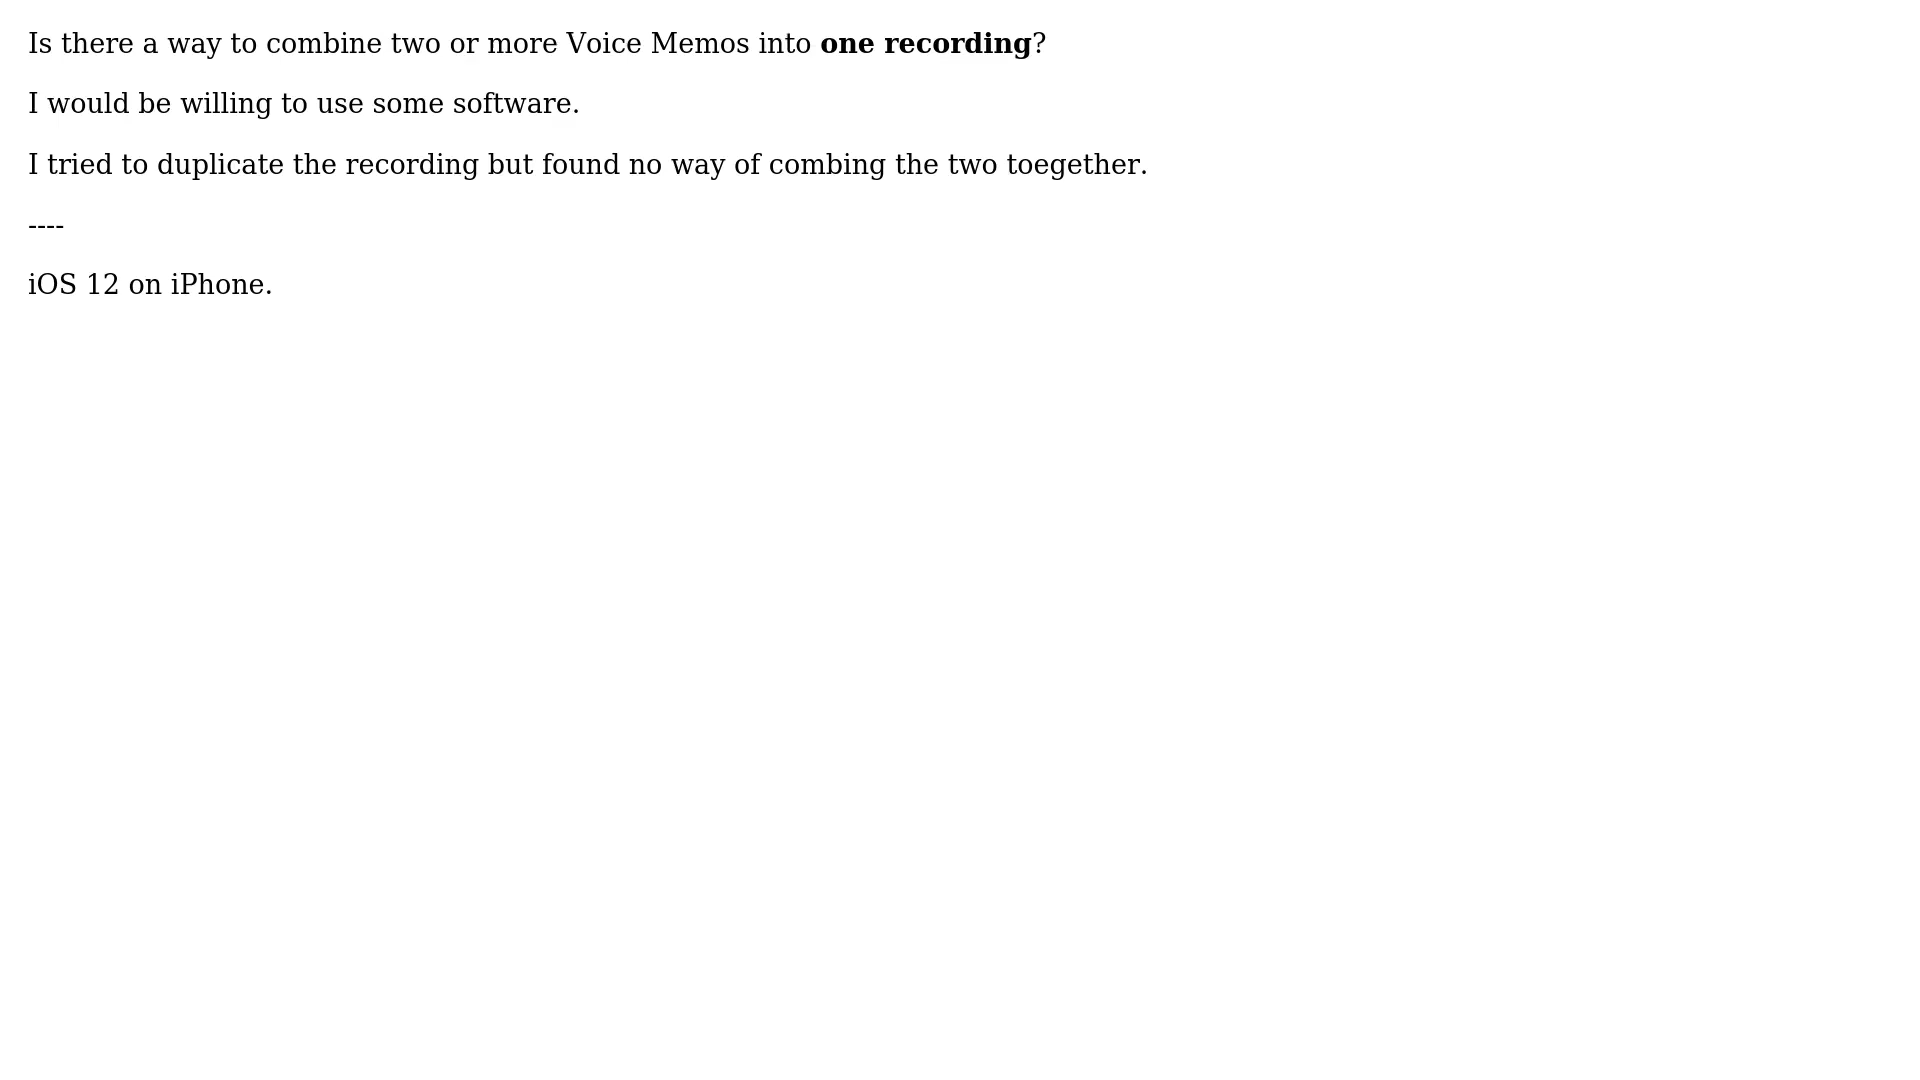 Is there a way to combine two or more Voice Memos into one recording?
I would be willing to use some software.
I tried to duplicate the recording but found no way of combing the two toegether.
----
iOS 12 on iPhone.